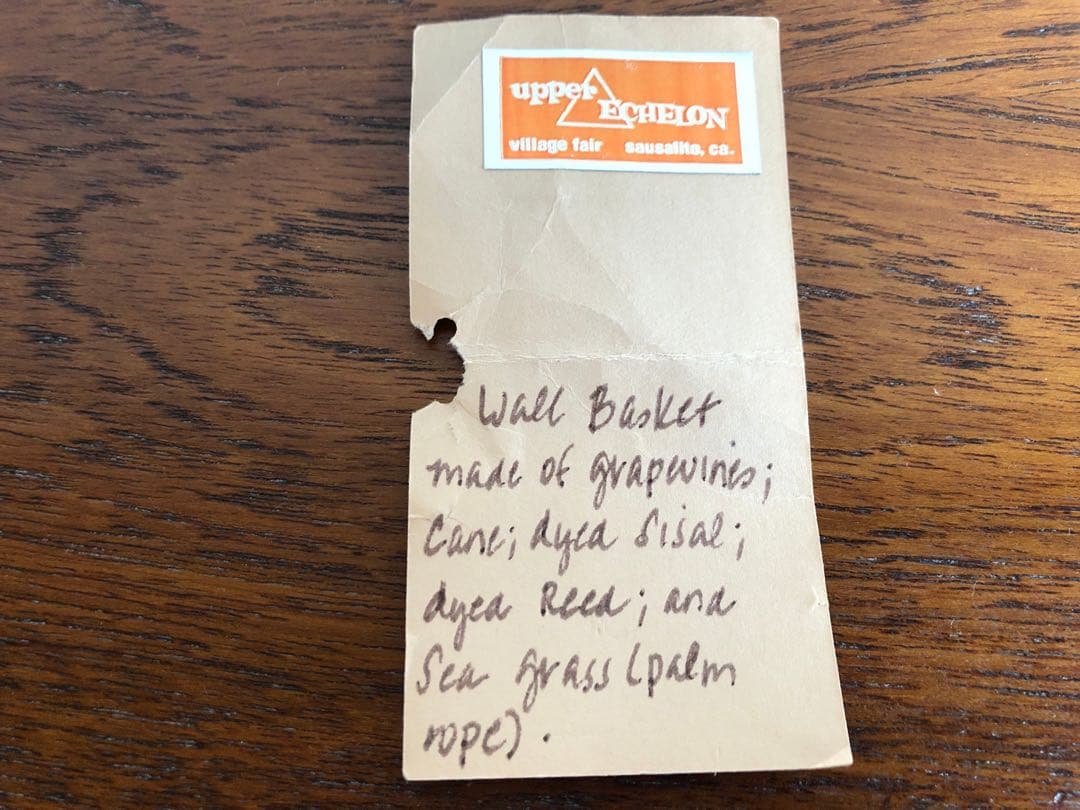 upper ECHELON
village fair sausalito, ca.
Wall Basket
made of grapevines;
Cane; dyed Sisal;
dyed Reed; and
Sea grass (palm
rope).